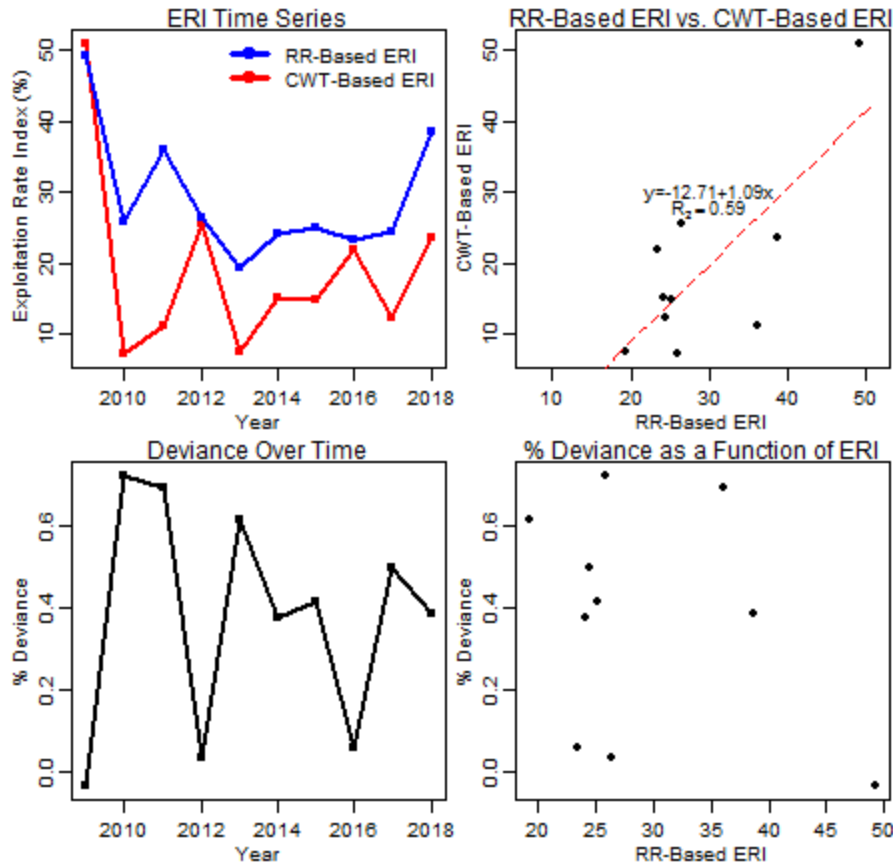 ERI Time Series
RR-Based ERI vs. CWT-Based ERI
Exploitation Rate Index (%)
50
40
30
20
10
RR-Based ERI
CWT-Based ERI
2010 2012 2014 2016 2018
Year
CWT-Based ERI
50
40
30
20
10
y=-12.71+1.09x
R₂ = 0.59
10 20 30 40 50
RR-Based ERI
Deviance Over Time
% Deviance as a Function of ERI
% Deviance
0.6
0.4
0.2
0.0
2010 2012 2014 2016 2018
Year
% Deviance
0.6
0.4
0.2
0.0
20 25 30 35 40 45 50
RR-Based ERI